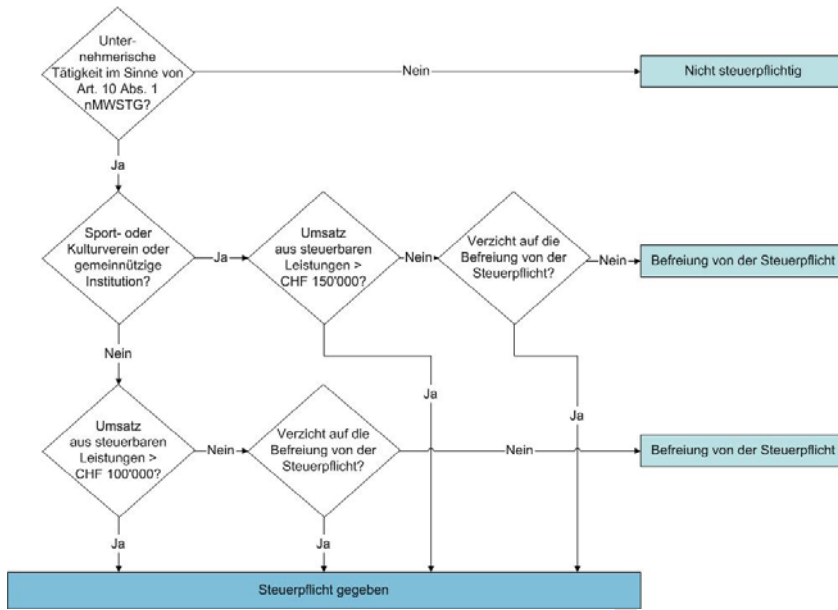 Unter-
nehmerische
Tätigkeit im Sinne von
Art. 10 Abs. 1
nMWSTG?
Nein
Nicht steuerpflichtig
Ja
Sport- oder
Kulturverein oder
gemeinnützige
Institution?
Ja
Umsatz
aus steuerbaren
Leistungen >
CHF 150'000?
Nein
Verzicht auf die
Befreiung von der
Steuerpflicht?
Nein
Befreiung von der Steuerpflicht
Nein
Ja
Ja
Umsatz
aus steuerbaren
Leistungen >
CHF 100'000?
Nein
Verzicht auf die
Befreiung von der
Steuerpflicht?
Nein
Befreiung von der Steuerpflicht
Ja
Ja
Steuerpflicht gegeben